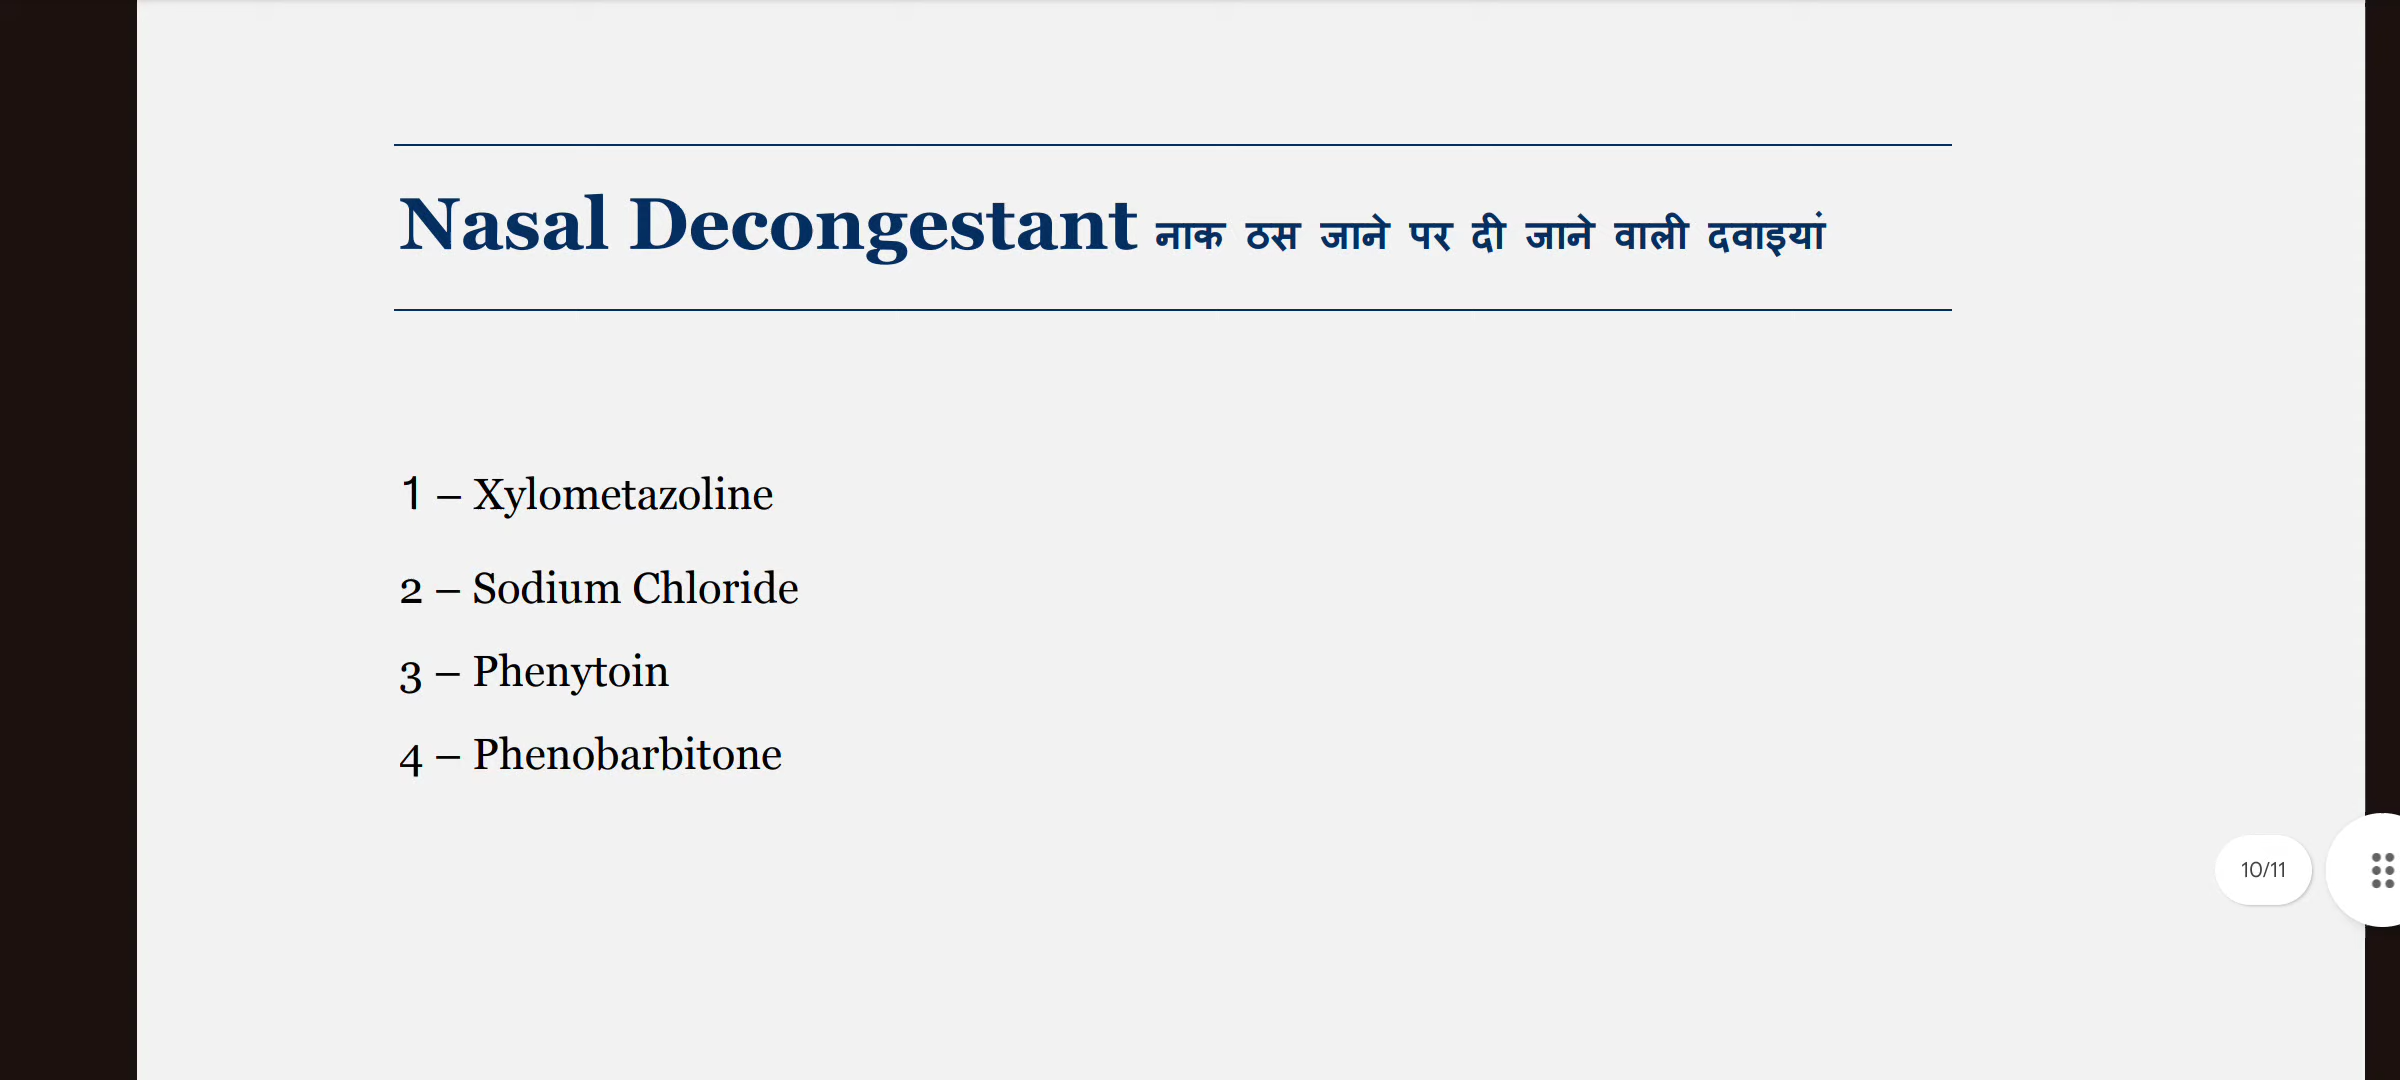 Nasal Decongestant नाक ठस जाने पर दी जाने वाली दवाइयां
1 – Xylometazoline
2 – Sodium Chloride
3 – Phenytoin
4 – Phenobarbitone
10/11